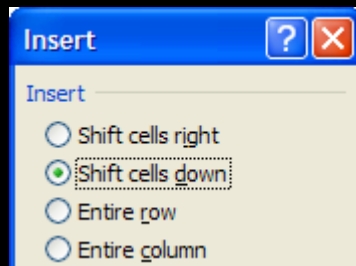 Insert
Insert
Shift cells right
Shift cells down
Entire row
Entire column